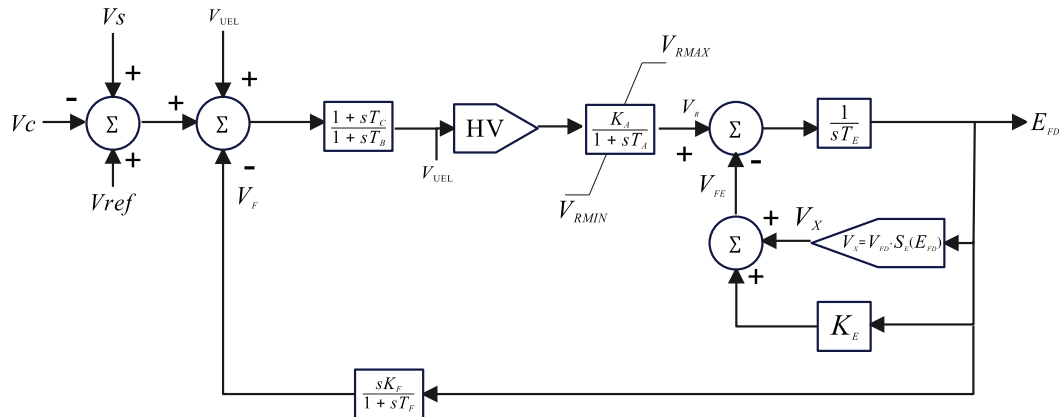 Vs
V_UEL
+
+
V_RMAX
-
+
Vc
Σ
Σ
1 + sT_C
1 + sT_B
HV
K_A
1 + sT_A
V_R
Σ
1
sT_E
E_FD
+
-
V_UEL
+
-
Vref
V_F
V_RMIN
V_FE
+
V_X
Σ
V_X=V_FD·S_E(E_FD)
+
K_E
sK_F
1 + sT_F